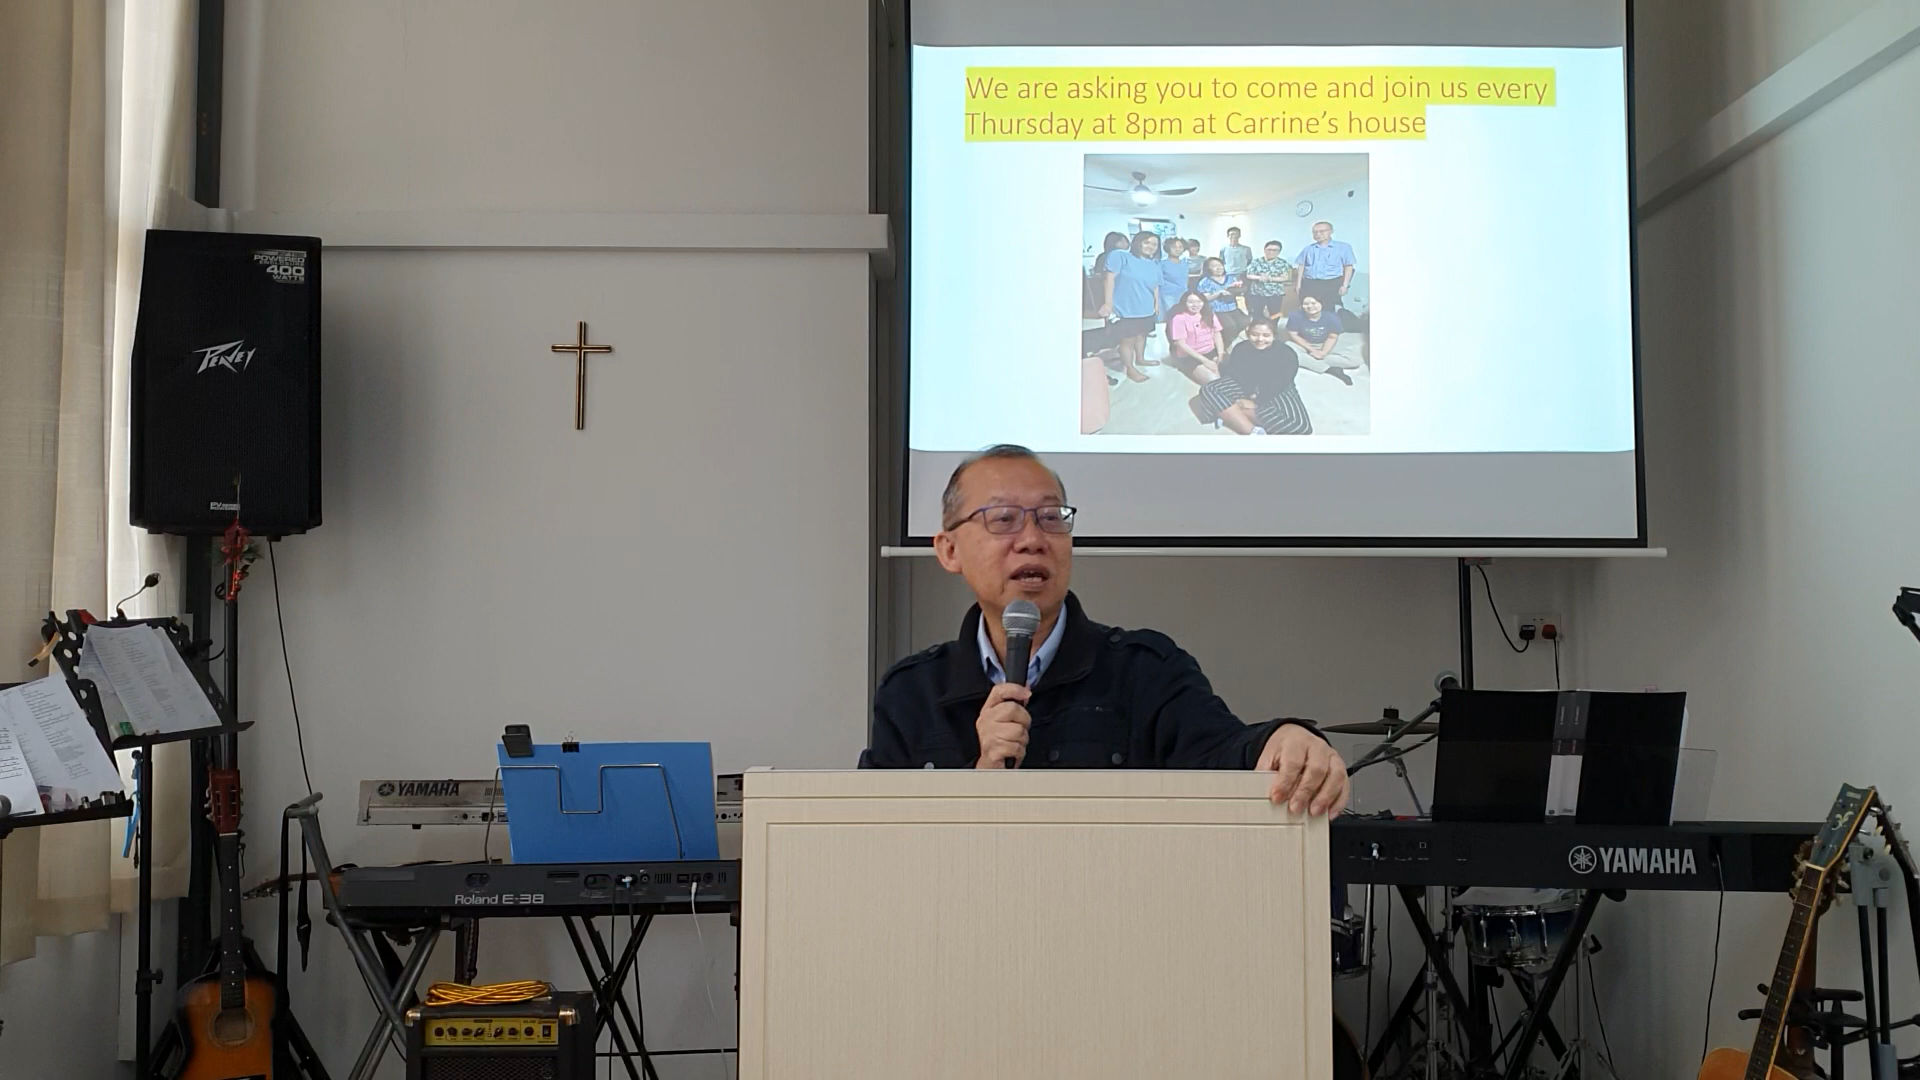 We are asking you to come and join us every
Thursday at 8pm at Carrine's house
POWERED
400
WATTS
PEAVEY
YAMAHA
Roland E-38
YAMAHA